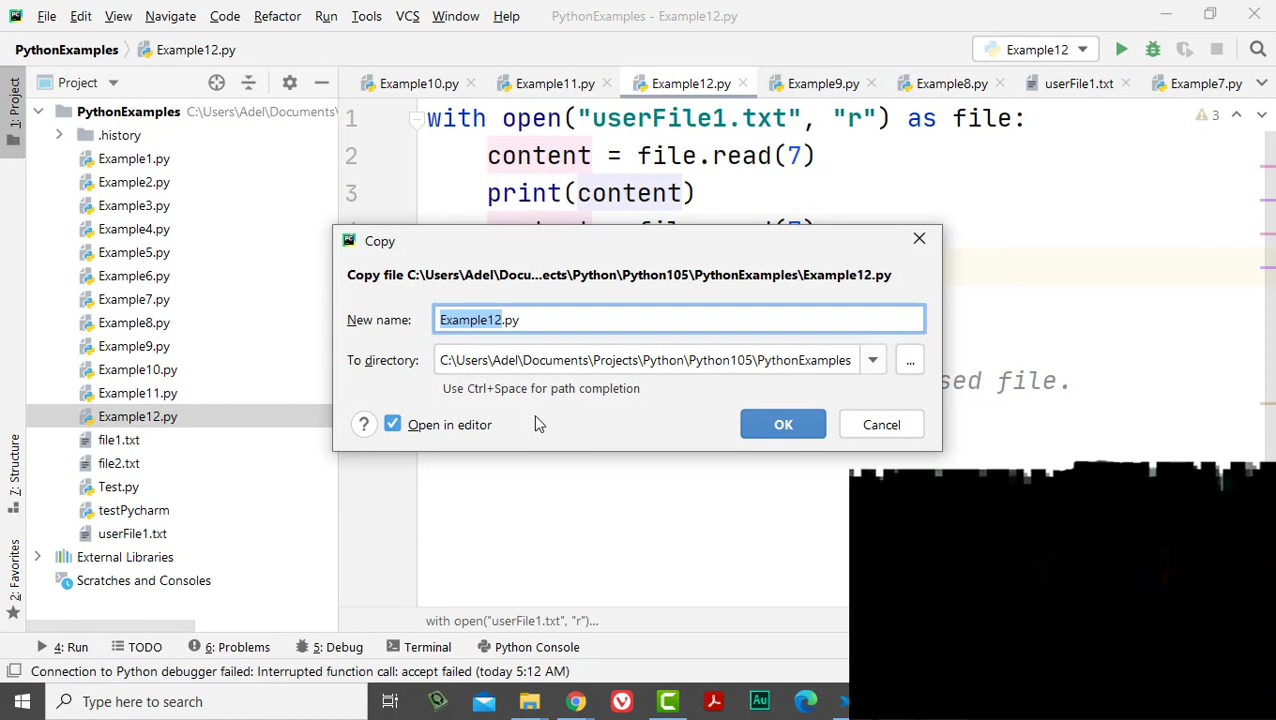 File Edit View Navigate Code Refactor Run Tools VCS Window Help PythonExamples - Example12.py
PythonExamples Example12.py Example12
Project Example10.py Example11.py Example12.py Example9.py Example8.py userFile1.txt Example7.py
1: Project
PythonExamples C:\Users\Adel\Documents\
.history
Example1.py
Example2.py
Example3.py
Example4.py
Example5.py
Example6.py
Example7.py
Example8.py
Example9.py
Example10.py
Example11.py
Example12.py
file1.txt
file2.txt
Test.py
testPycharm
userFile1.txt
External Libraries
Scratches and Consoles
7: Structure
2: Favorites
1 with open("userFile1.txt", "r") as file: 3
2 content = file.read(7)
3 print(content)
sed file.
Copy
Copy file C:\Users\Adel\Docu...ects\Python\Python105\PythonExamples\Example12.py
New name: Example12.py
To directory: C:\Users\Adel\Documents\Projects\Python\Python105\PythonExamples ...
Use Ctrl+Space for path completion
? Open in editor OK Cancel
with open("userFile1.txt", "r")...
4: Run TODO 6: Problems 5: Debug Terminal Python Console
Connection to Python debugger failed: Interrupted function call: accept failed (today 5:12 AM)
Type here to search